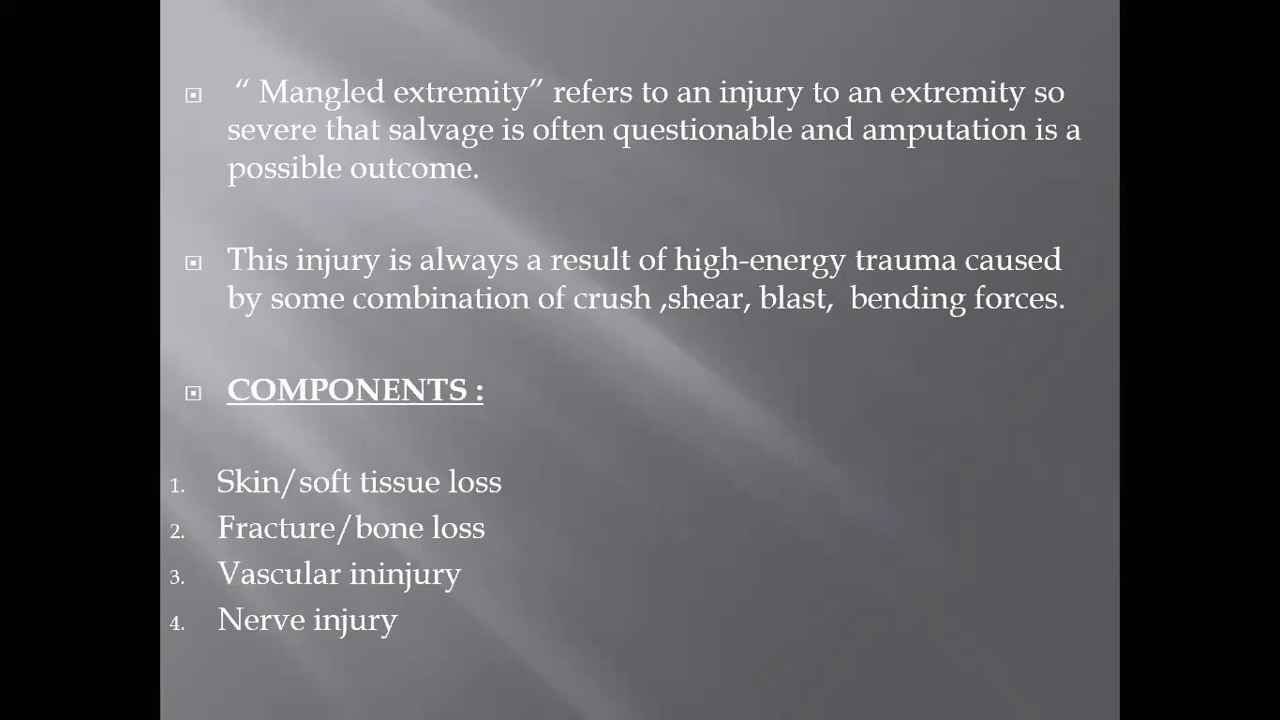 “ Mangled extremity” refers to an injury to an extremity so
severe that salvage is often questionable and amputation is a
possible outcome.
This injury is always a result of high-energy trauma caused
by some combination of crush ,shear, blast,  bending forces.
COMPONENTS :
1. Skin/soft tissue loss
2. Fracture/bone loss
3. Vascular ininjury
4. Nerve injury